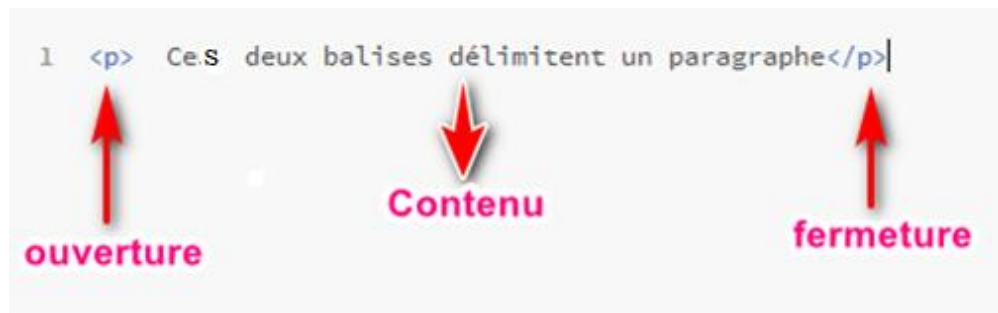 1 <p> Ces deux balises délimitent un paragraphe</p>
Contenu
ouverture
fermeture